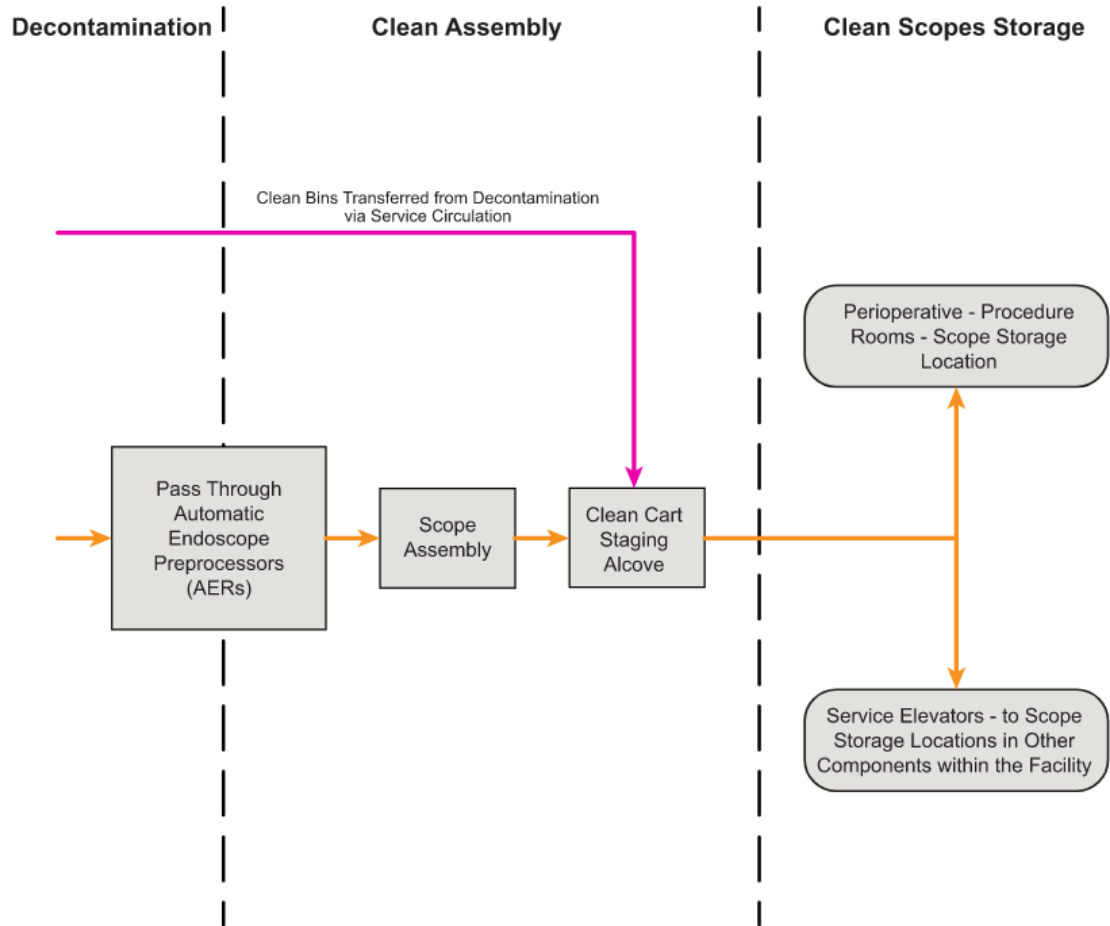 Decontamination
Clean Assembly
Clean Scopes Storage
Clean Bins Transferred from Decontamination
via Service Circulation
Perioperative - Procedure
Rooms - Scope Storage
Location
Pass Through
Automatic
Endoscope
Preprocessors
(AERs)
Scope
Assembly
Clean Cart
Staging
Alcove
Service Elevators - to Scope
Storage Locations in Other
Components within the Facility